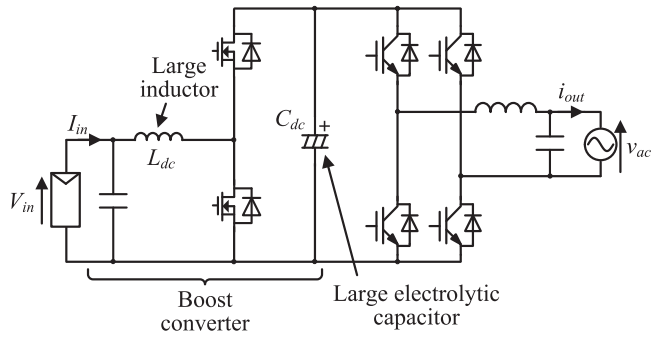 Large
inductor
I_in
L_dc
V_in
C_dc
+
i_out
v_ac
Boost
converter
Large electrolytic
capacitor